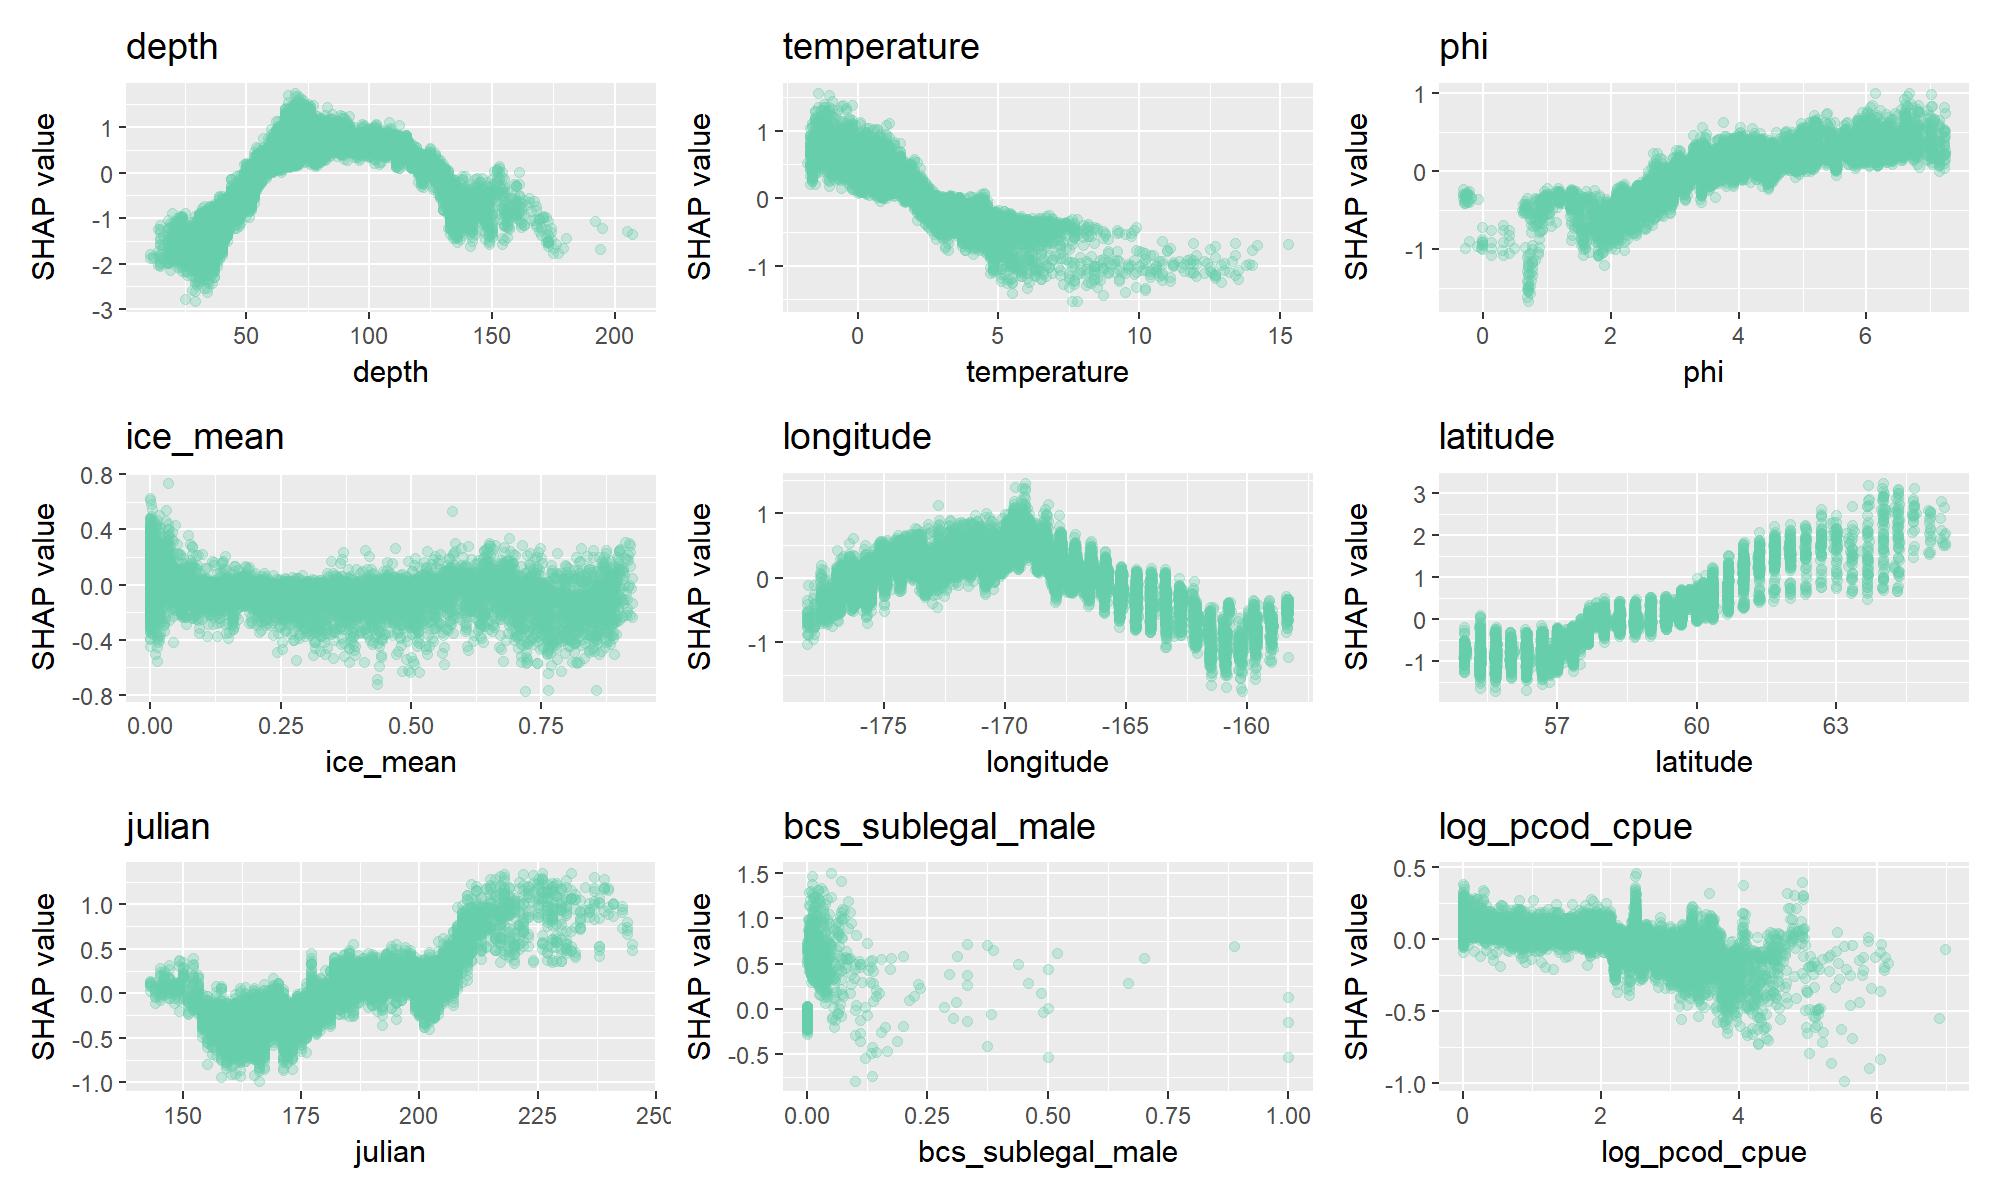 depth
SHAP value
1
0
-1
-2
-3
50 100 150 200
depth
temperature
SHAP value
1
0
-1
0 5 10 15
temperature
phi
SHAP value
1
0
-1
0 2 4 6
phi
ice_mean
SHAP value
0.8
0.4
0.0
-0.4
-0.8
0.00 0.25 0.50 0.75
ice_mean
longitude
SHAP value
1
0
-1
-175 -170 -165 -160
longitude
latitude
SHAP value
3
2
1
0
-1
57 60 63
latitude
julian
SHAP value
1.0
0.5
0.0
-0.5
-1.0
150 175 200 225 250
julian
bcs_sublegal_male
SHAP value
1.5
1.0
0.5
0.0
-0.5
0.00 0.25 0.50 0.75 1.00
bcs_sublegal_male
log_pcod_cpue
SHAP value
0.5
0.0
-0.5
-1.0
0 2 4 6
log_pcod_cpue